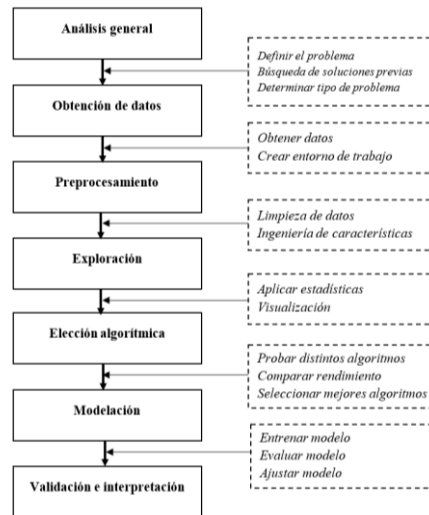 Análisis general
Definir el problema
Búsqueda de soluciones previas
Determinar tipo de problema
Obtención de datos
Obtener datos
Crear entorno de trabajo
Preprocesamiento
Limpieza de datos
Ingeniería de características
Exploración
Aplicar estadísticas
Visualización
Elección algorítmica
Probar distintos algoritmos
Comparar rendimiento
Seleccionar mejores algoritmos
Modelación
Entrenar modelo
Evaluar modelo
Ajustar modelo
Validación e interpretación